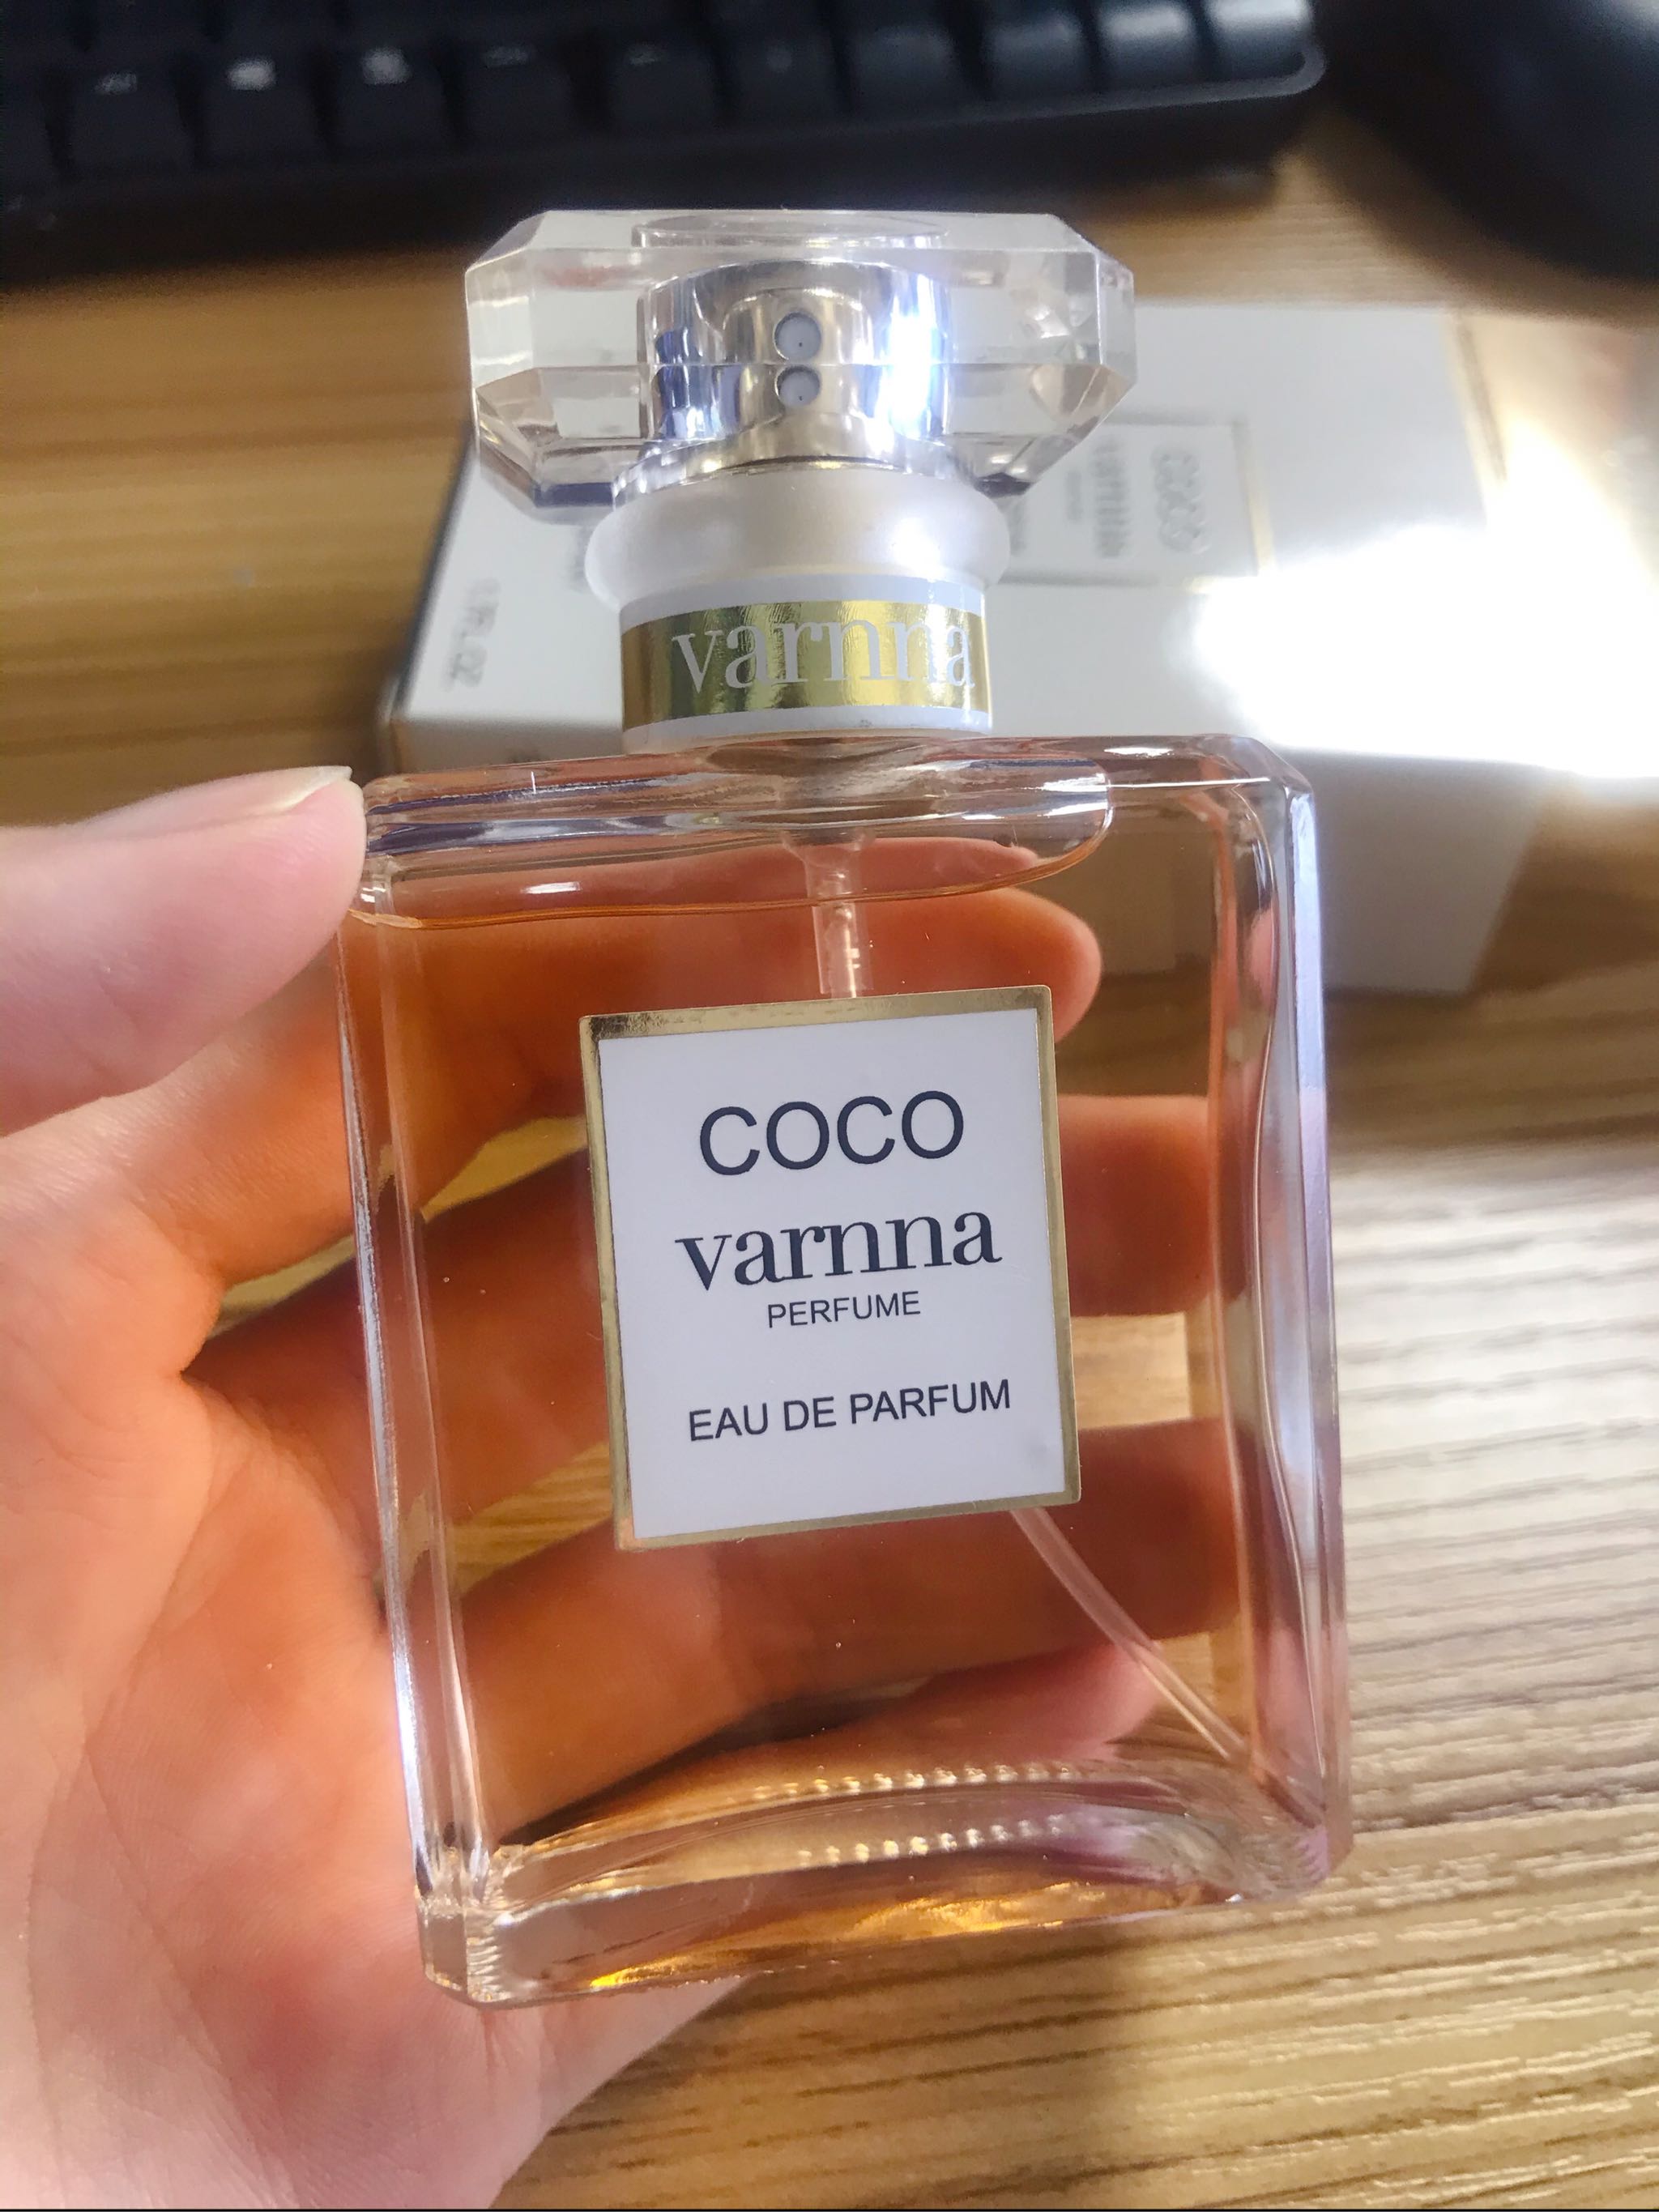 varnna
COCO
varnna
PERFUME
EAU DE PARFUM